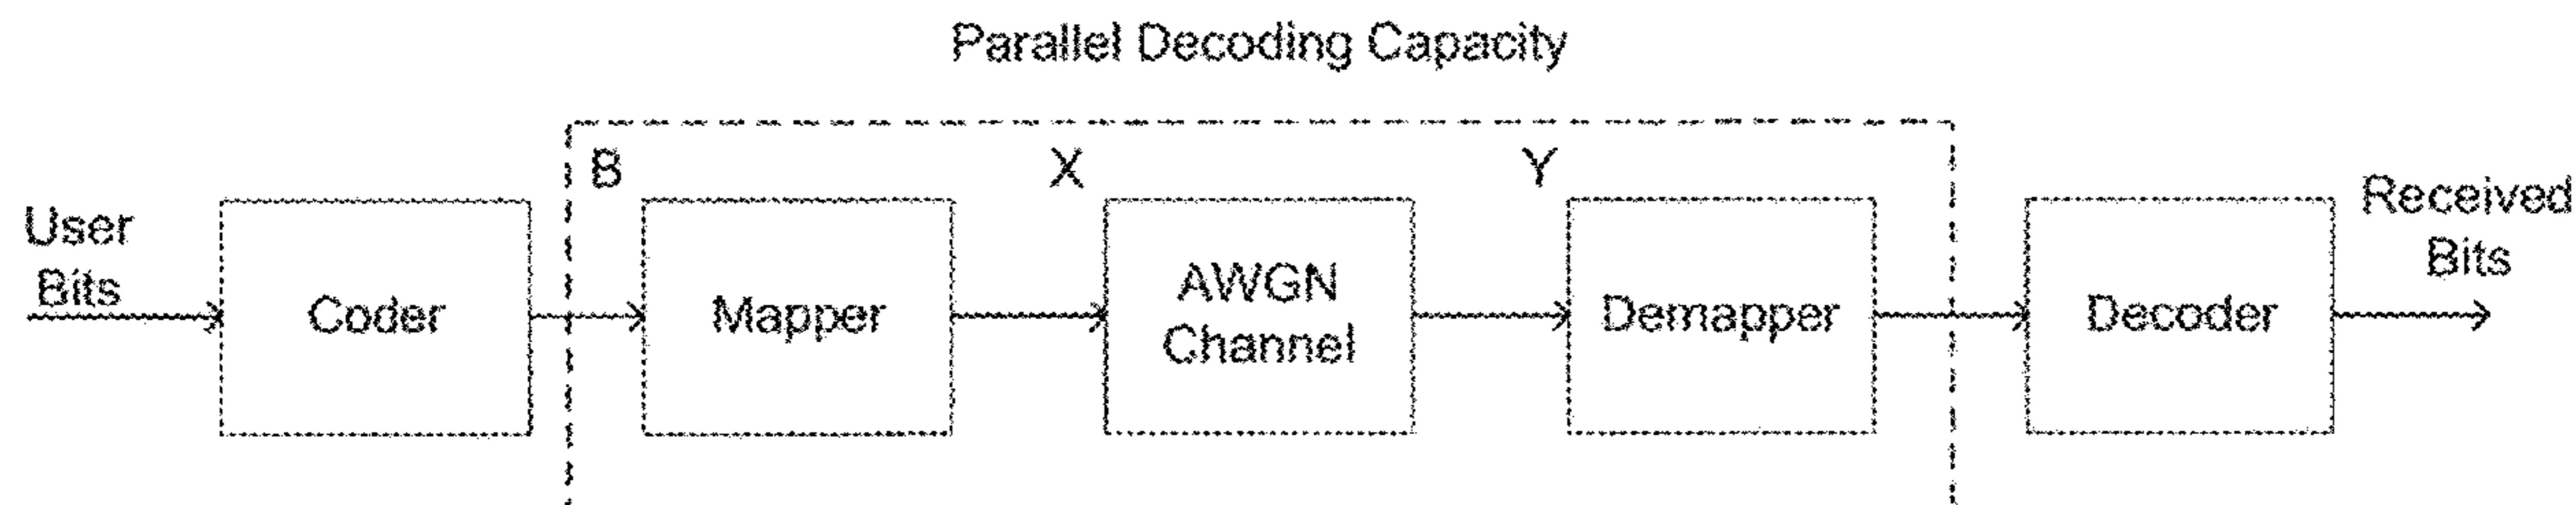 Parallel Decoding Capacity
B
X
Y
User
Bits
Coder
Mapper
AWGN
Channel
Demapper
Decoder
Received
Bits